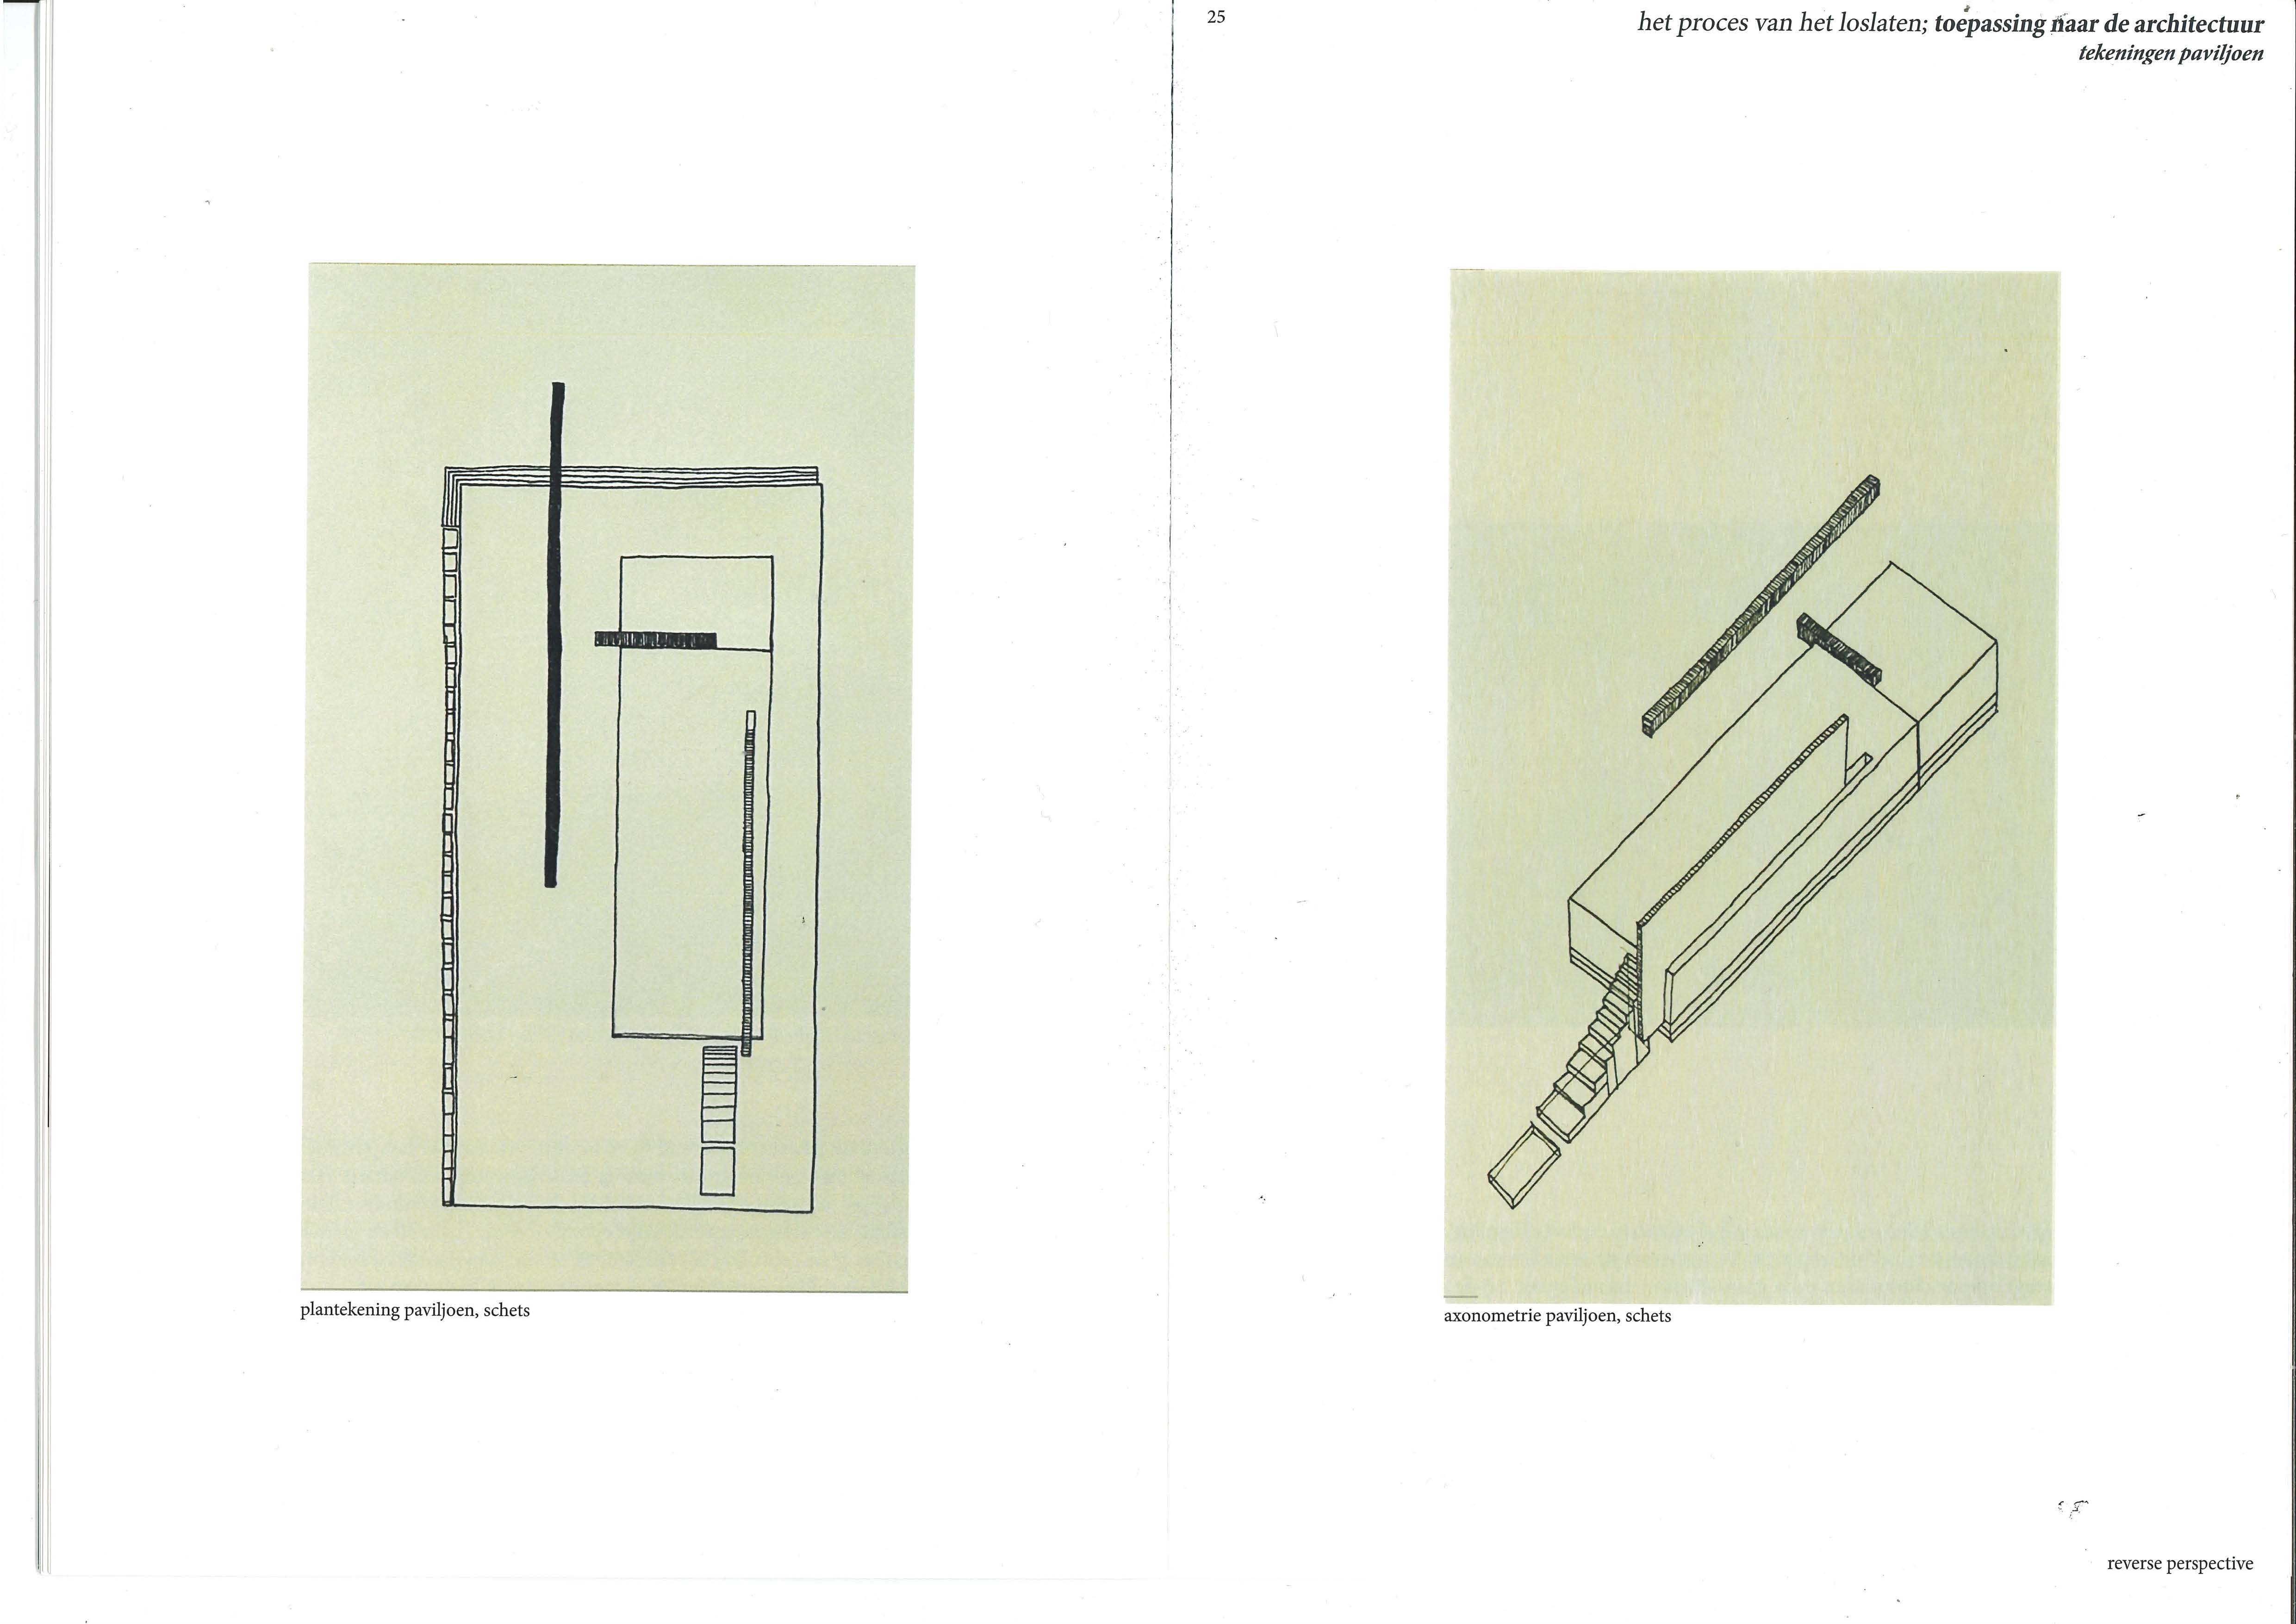 25
het proces van het loslaten; toepassing naar de architectuur
tekeningen paviljoen
plantekening paviljoen, schets
axonometrie paviljoen, schets
reverse perspective